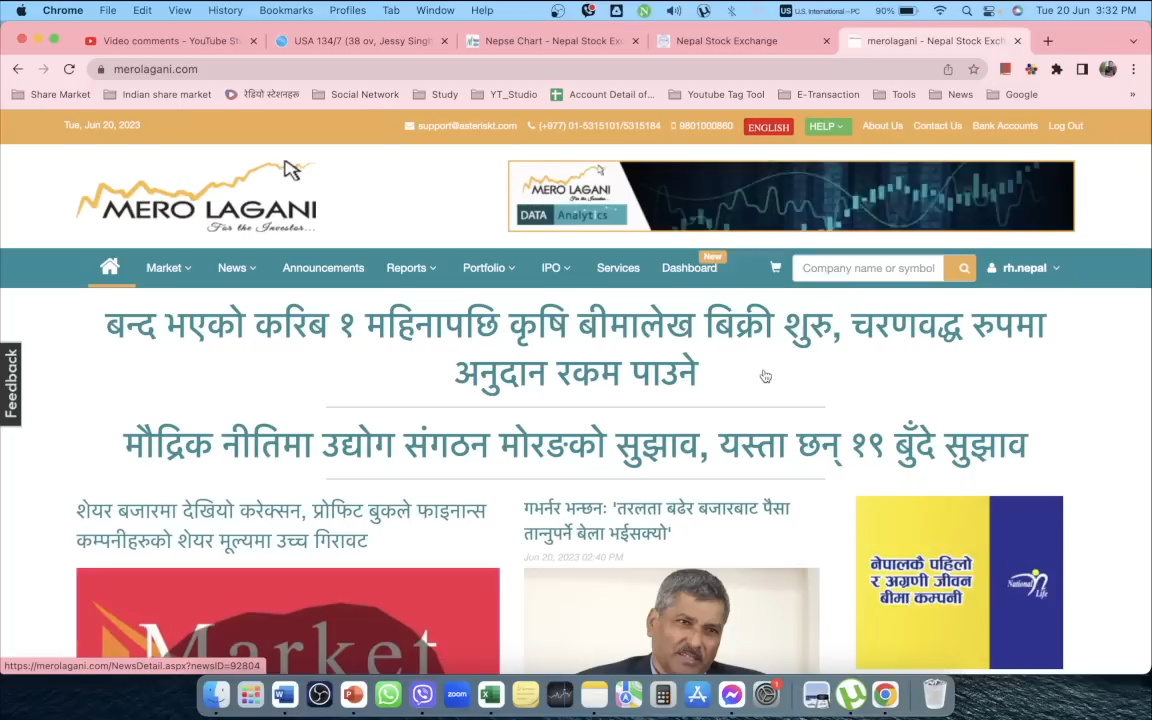 Chrome File Edit View History Bookmarks Profiles Tab Window Help U.S. International – PC 90% Tue 20 Jun 3:32 PM
Video comments - YouTube St USA 134/7 (38 ov, Jessy Singh Nepse Chart - Nepal Stock Ex Nepal Stock Exchange merolagani - Nepal Stock Exch
merolagani.com
Share Market Indian share market रेडियो स्टेशनहरू Social Network Study YT_Studio Account Detail of... Youtube Tag Tool E-Transaction Tools News Google »
Tue, Jun 20, 2023 support@asteriskt.com (+977) 01-5315101/5315184 9801000860 ENGLISH HELP About Us Contact Us Bank Accounts Log Out
MERO LAGANI
For the Investor...
MERO LAGANI
For the Investor...
DATA Analytics
New
Market News Announcements Reports Portfolio IPO Services Dashboard Company name or symbol rh.nepal
बन्द भएको करिब १ महिनापछि कृषि बीमालेख बिक्री शुरु, चरणवद्ध रुपमा
अनुदान रकम पाउने
Feedback
मौद्रिक नीतिमा उद्योग संगठन मोरङको सुझाव, यस्ता छन् १९ बुँदे सुझाव
शेयर बजारमा देखियो करेक्सन, प्रोफिट बुकले फाइनान्स
कम्पनीहरुको शेयर मूल्यमा उच्च गिरावट
गभर्नर भन्छनः 'तरलता बढेर बजारबाट पैसा
तान्नुपर्ने बेला भईसक्यो'
Jun 20, 2023 02:40 PM
नेपालकै पहिलो
र अग्रणी जीवन
बीमा कम्पनी
National
Life
Market
https://merolagani.com/NewsDetail.aspx?newsID=92804
zoom
1